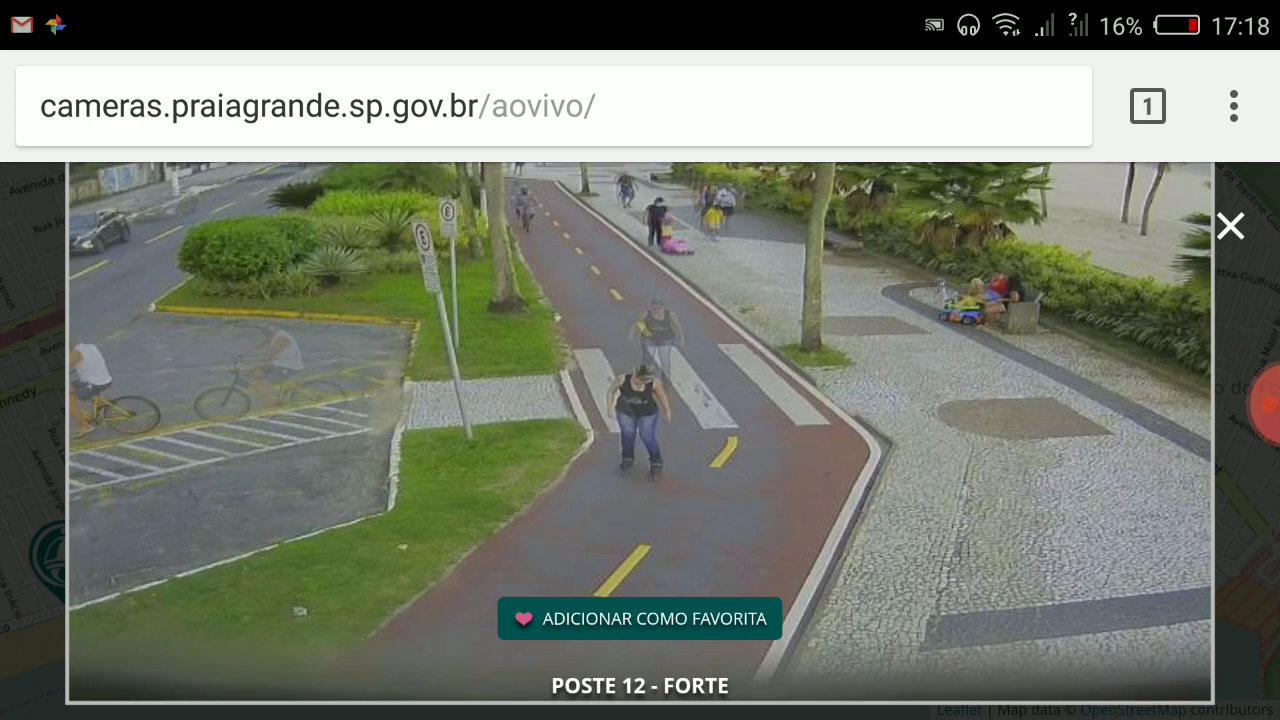 16% 17:18
cameras.praiagrande.sp.gov.br/aovivo/
1
E
E
ADICIONAR COMO FAVORITA
POSTE 12 - FORTE
Leaflet | Map data © OpenStreetMap contributors